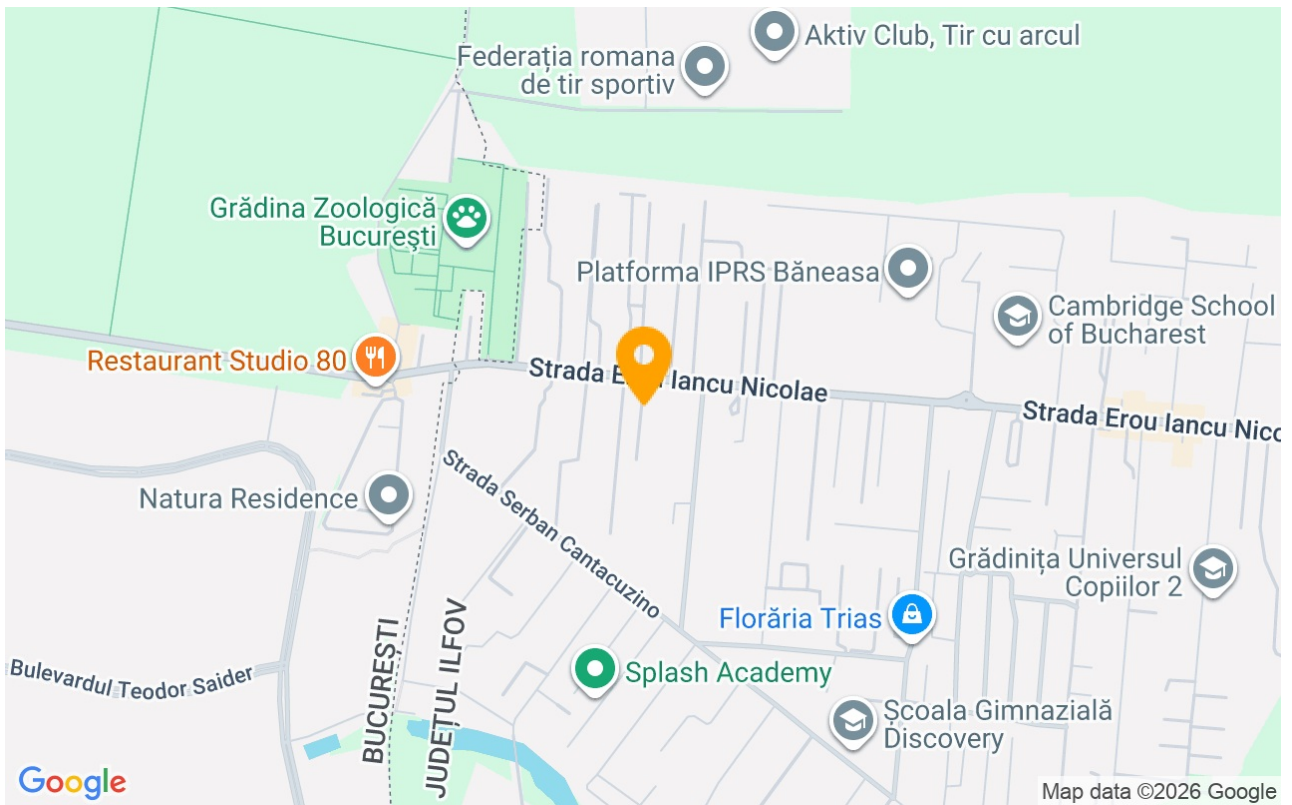 Aktiv Club, Tir cu arcul
Federația romana
de tir sportiv
Grădina Zoologică
București
Platforma IPRS Băneasa
Cambridge School
of Bucharest
Restaurant Studio 80
Strada E Iancu Nicolae
Strada Erou Iancu Nico
Strada Serban Cantacuzino
Natura Residence
Grădinița Universul
Copiilor 2
Florăria Trias
BUCUREȘTI
JUDEȚUL ILFOV
Splash Academy
Bulevardul Teodor Saider
Școala Gimnazială
Discovery
Google
Map data ©2026 Google